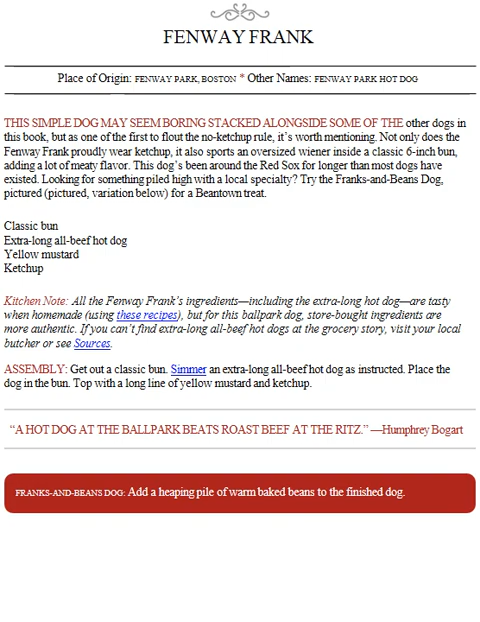 FENWAY FRANK
Place of Origin: FENWAY PARK, BOSTON * Other Names: FENWAY PARK HOT DOG
THIS SIMPLE DOG MAY SEEM BORING STACKED ALONGSIDE SOME OF THE other dogs in
this book, but as one of the first to flout the no-ketchup rule, it's worth mentioning. Not only does the
Fenway Frank proudly wear ketchup, it also sports an oversized wiener inside a classic 6-inch bun,
adding a lot of meaty flavor. This dog's been around the Red Sox for longer than most dogs have
existed. Looking for something piled high with a local specialty? Try the Franks-and-Beans Dog,
pictured (pictured, variation below) for a Beantown treat.
Classic bun
Extra-long all-beef hot dog
Yellow mustard
Ketchup
Kitchen Note: All the Fenway Frank's ingredients—including the extra-long hot dog—are tasty
when homemade (using these recipes), but for this ballpark dog, store-bought ingredients are
more authentic. If you can't find extra-long all-beef hot dogs at the grocery story, visit your local
butcher or see Sources.
ASSEMBLY: Get out a classic bun. Simmer an extra-long all-beef hot dog as instructed. Place the
dog in the bun. Top with a long line of yellow mustard and ketchup.
“A HOT DOG AT THE BALLPARK BEATS ROAST BEEF AT THE RITZ.” —Humphrey Bogart
FRANKS-AND-BEANS DOG: Add a heaping pile of warm baked beans to the finished dog.